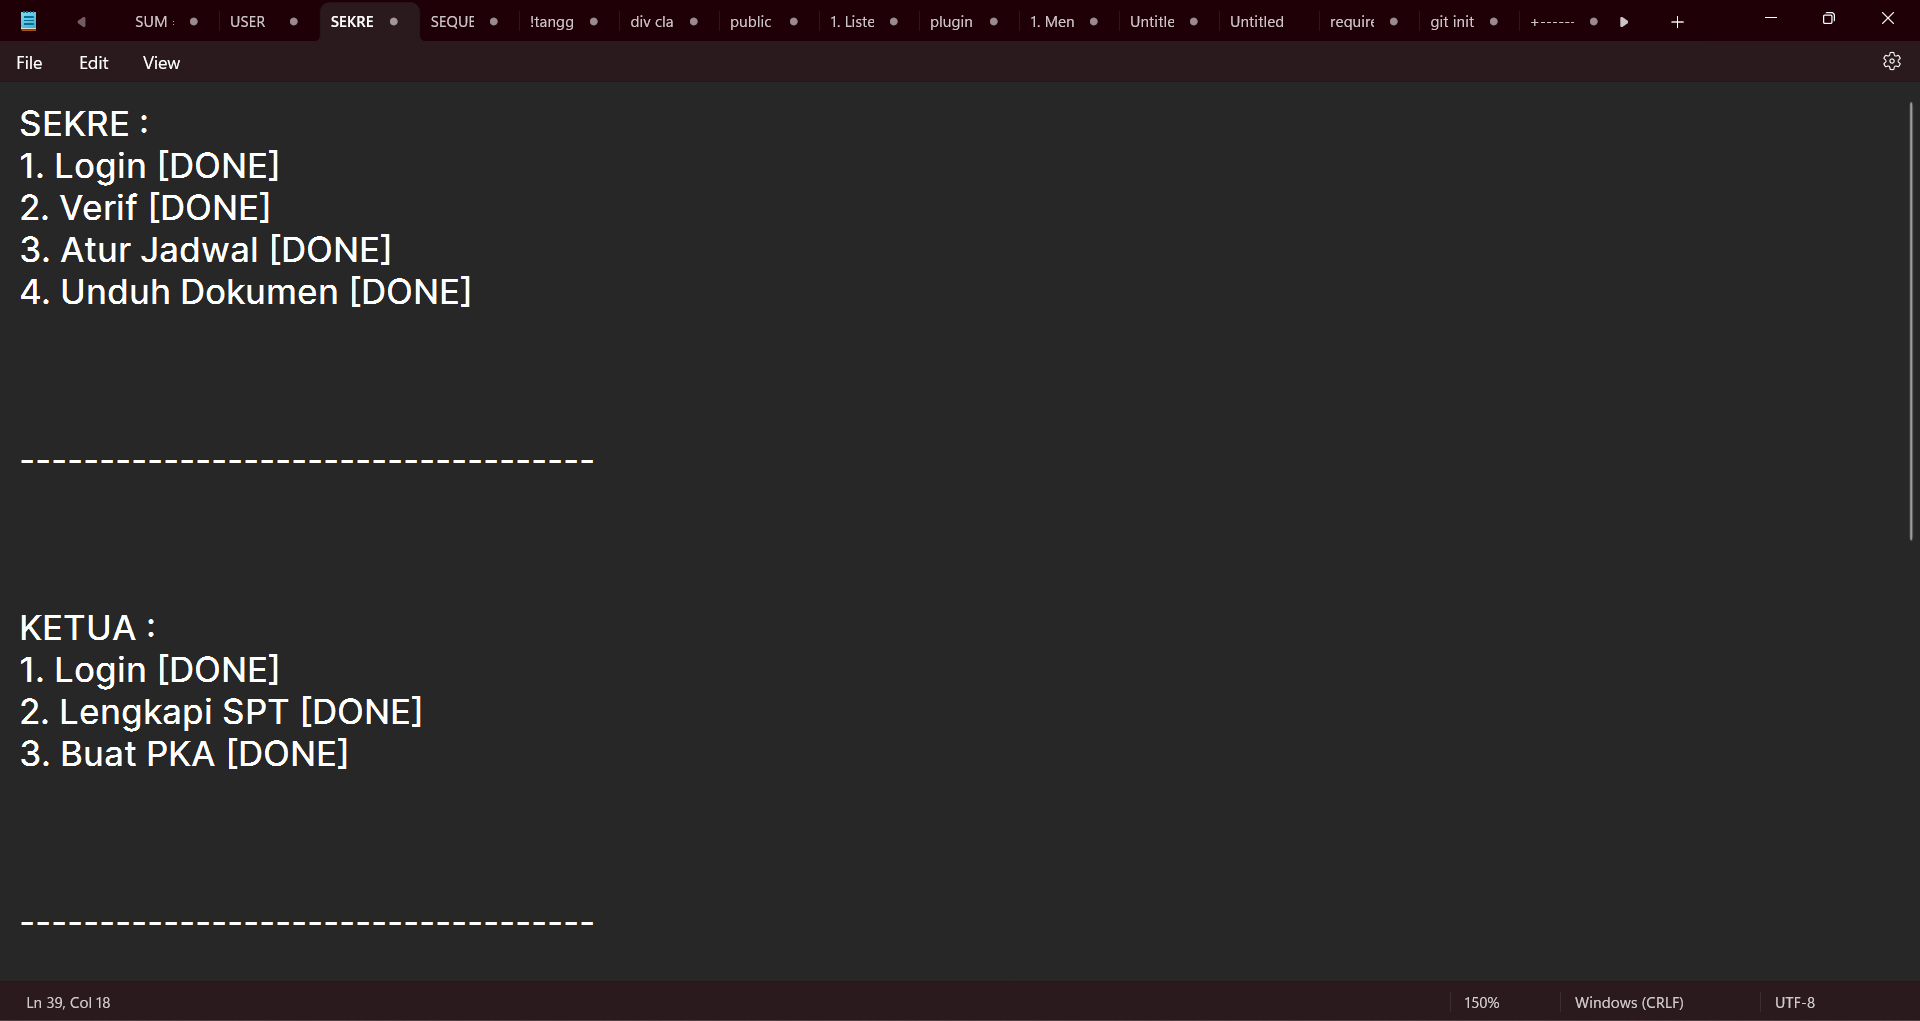 SUM :
USER
SEKRE
SEQUE
!tangg
div cla
public
1. Liste
plugin
1. Men
Untitle
Untitled
require
git init
+------
File
Edit
View
SEKRE :
1. Login [DONE]
2. Verif [DONE]
3. Atur Jadwal [DONE]
4. Unduh Dokumen [DONE]
------------------------------------
KETUA :
1. Login [DONE]
2. Lengkapi SPT [DONE]
3. Buat PKA [DONE]
------------------------------------
Ln 39, Col 18
150%
Windows (CRLF)
UTF-8